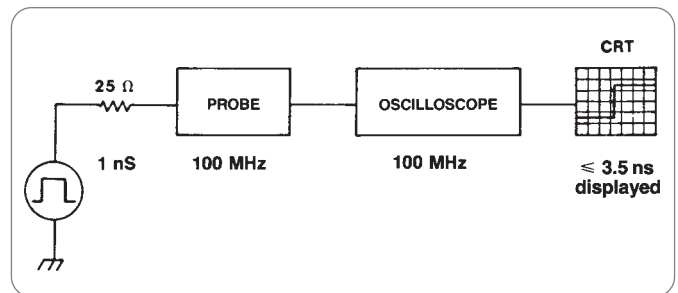 CRT
25 Ω
PROBE
OSCILLOSCOPE
1 nS
100 MHz
100 MHz
≤ 3.5 ns
displayed